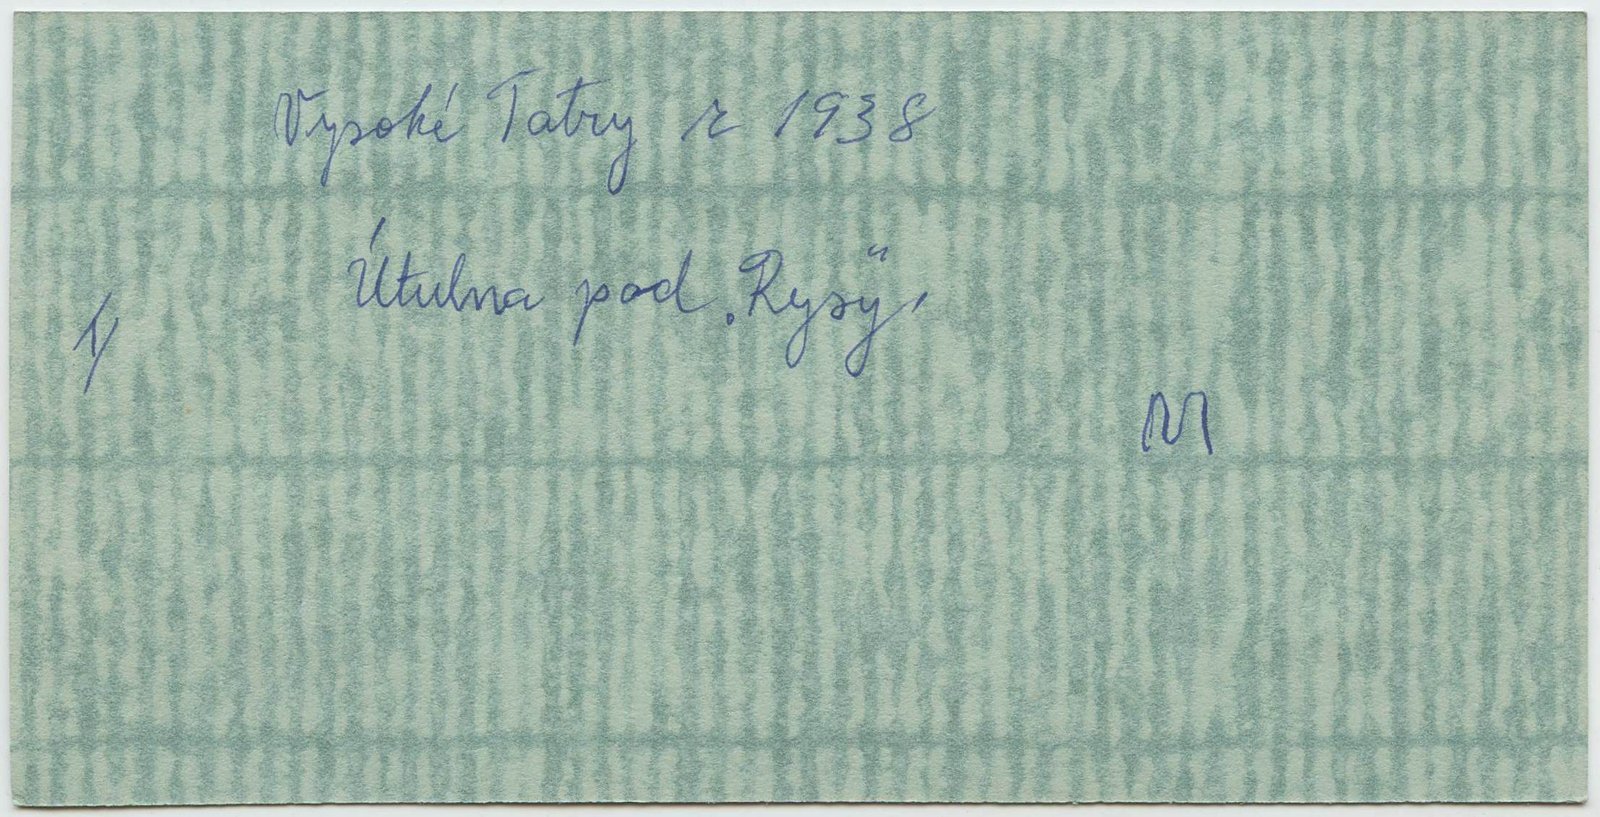 Vysoké Tatry r 1938
Útulna pod „Rysy“,
1/
M